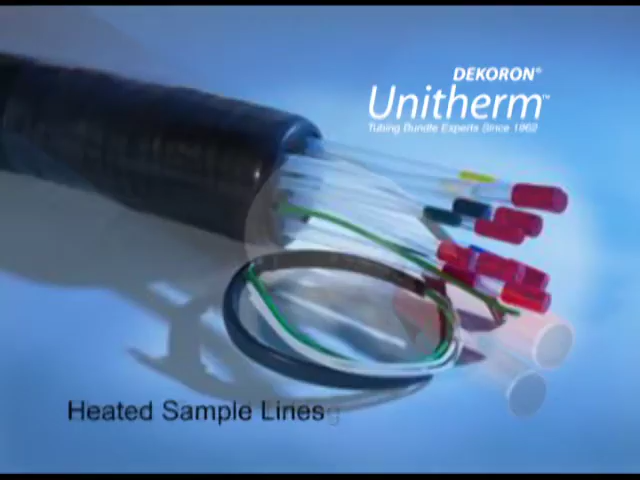 DEKORON®
Unitherm™
Tubing Bundle Experts Since 1962
Heated Sample Lines